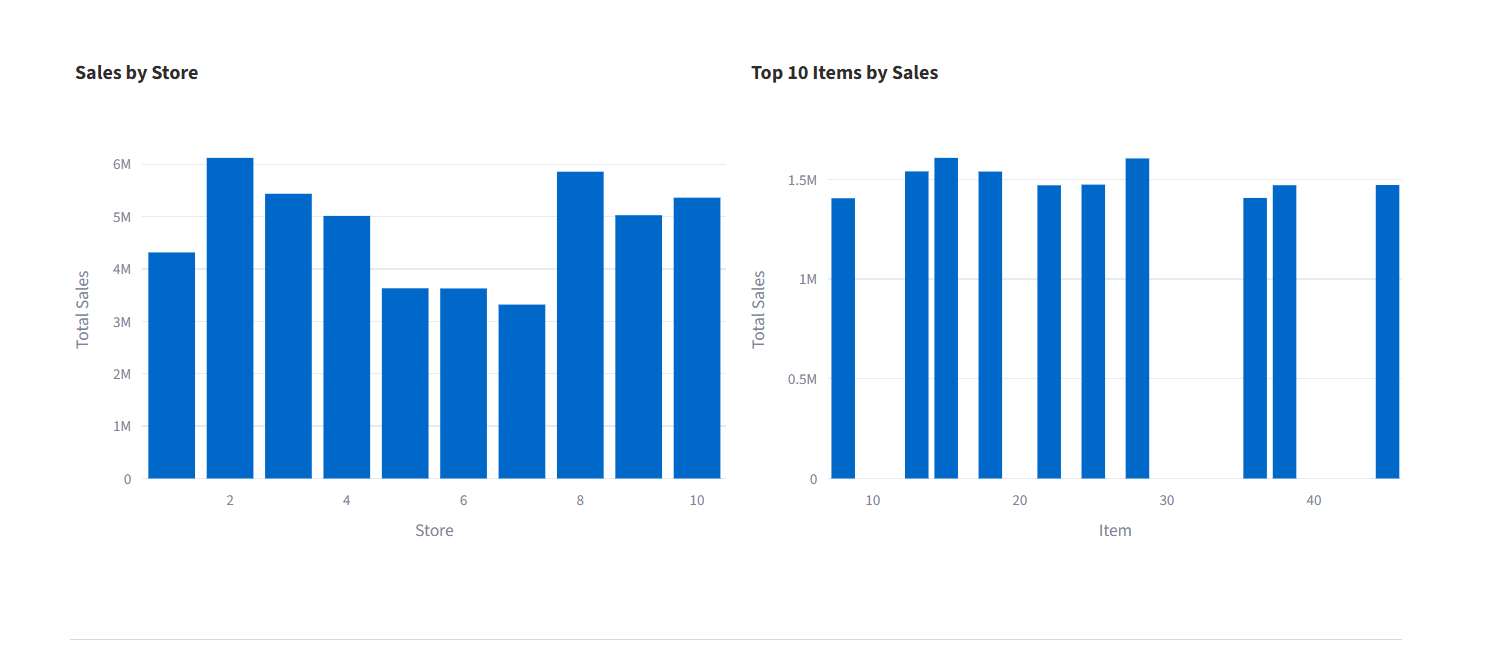 Sales by Store
6M
5M
4M
3M
2M
1M
0
Total Sales
2 4 6 8 10
Store
Top 10 Items by Sales
1.5M
1M
0.5M
0
Total Sales
10 20 30 40
Item